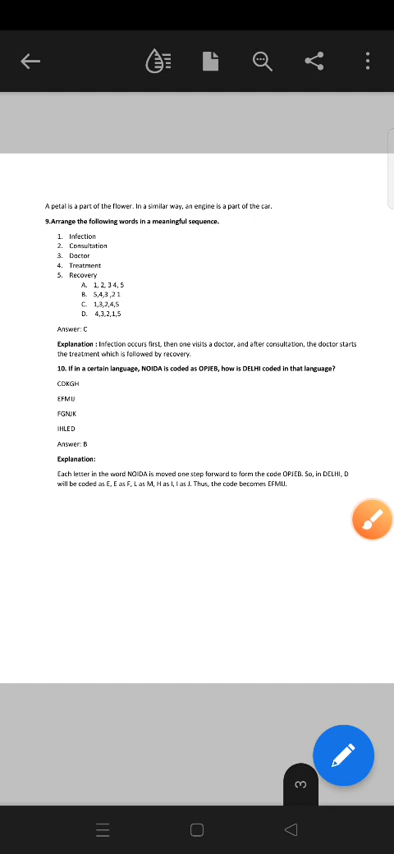 A petal is a part of the flower. In a similar way, an engine is a part of the car.
9.Arrange the following words in a meaningful sequence.
1. Infection
2. Consultation
3. Doctor
4. Treatment
5. Recovery
A. 1, 2, 3 4, 5
B. 5,4,3 ,2 1
C. 1,3,2,4,5
D. 4,3,2,1,5
Answer: C
Explanation : Infection occurs first, then one visits a doctor, and after consultation, the doctor starts
the treatment which is followed by recovery.
10. If in a certain language, NOIDA is coded as OPJEB, how is DELHI coded in that language?
COKGH
EFMIJ
FGNJK
IHLED
Answer: B
Explanation:
Each letter in the word NOIDA is moved one step forward to form the code OPJEB. So, in DELHI, D
will be coded as E, E as F, L as M, H as I, I as J. Thus, the code becomes EFMIJ.
3